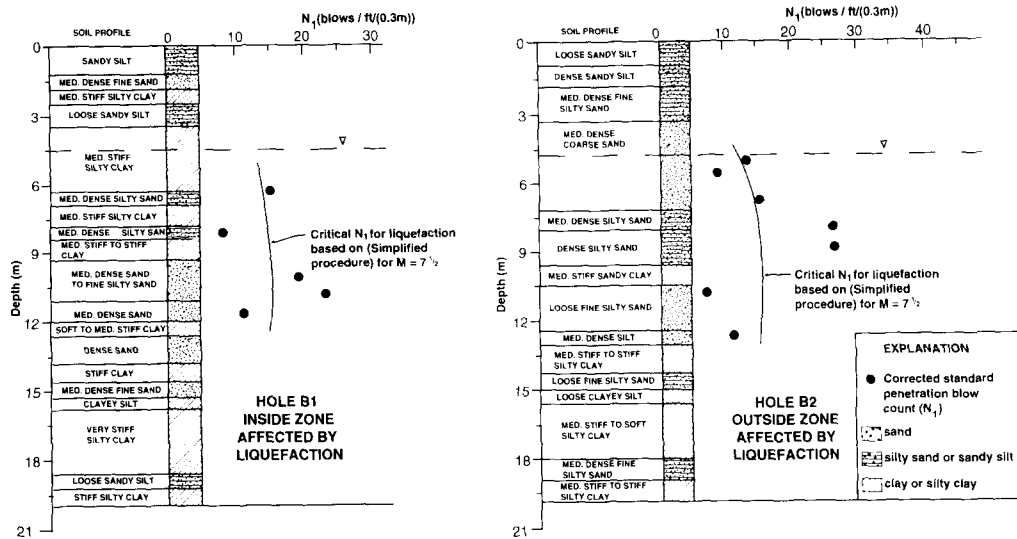 N1(blows / ft/(0.3m))
SOIL PROFILE
0
10
20
30
0
3
6
9
12
15
18
21
Depth (m)
SANDY SILT
MED. DENSE FINE SAND
MED. STIFF SILTY CLAY
LOOSE SANDY SILT
MED. STIFF
SILTY CLAY
MED. DENSE SILTY SAND
MED. STIFF SILTY CLAY
MED. DENSE SILTY SAND
MED. STIFF TO STIFF
CLAY
MED. DENSE SAND
TO FINE SILTY SAND
MED. DENSE SAND
SOFT TO MED. STIFF CLAY
DENSE SAND
STIFF CLAY
MED. DENSE FINE SAND
CLAYEY SILT
VERY STIFF
SILTY CLAY
LOOSE SANDY SILT
STIFF SILTY CLAY
Critical N1 for liquefaction
based on (Simplified
procedure) for M = 7 1/2
HOLE B1
INSIDE ZONE
AFFECTED BY
LIQUEFACTION
N1(blows / ft/(0.3m))
SOIL PROFILE
0
10
20
30
40
0
3
6
9
12
15
18
21
Depth (m)
LOOSE SANDY SILT
DENSE SANDY SILT
MED. DENSE FINE
SILTY SAND
MED. DENSE
COARSE SAND
MED. DENSE SILTY SAND
DENSE SILTY SAND
MED. STIFF SANDY CLAY
LOOSE FINE SILTY SAND
MED. DENSE SILT
MED. STIFF TO STIFF
SILTY CLAY
LOOSE FINE SILTY SAND
LOOSE CLAYEY SILT
MED. STIFF TO SOFT
SILTY CLAY
MED. DENSE FINE
SILTY SAND
MED. STIFF TO STIFF
SILTY CLAY
Critical N1 for liquefaction
based on (Simplified
procedure) for M = 7 1/2
HOLE B2
OUTSIDE ZONE
AFFECTED BY
LIQUEFACTION
EXPLANATION
Corrected standard
penetration blow
count (N1)
sand
silty sand or sandy silt
clay or silty clay